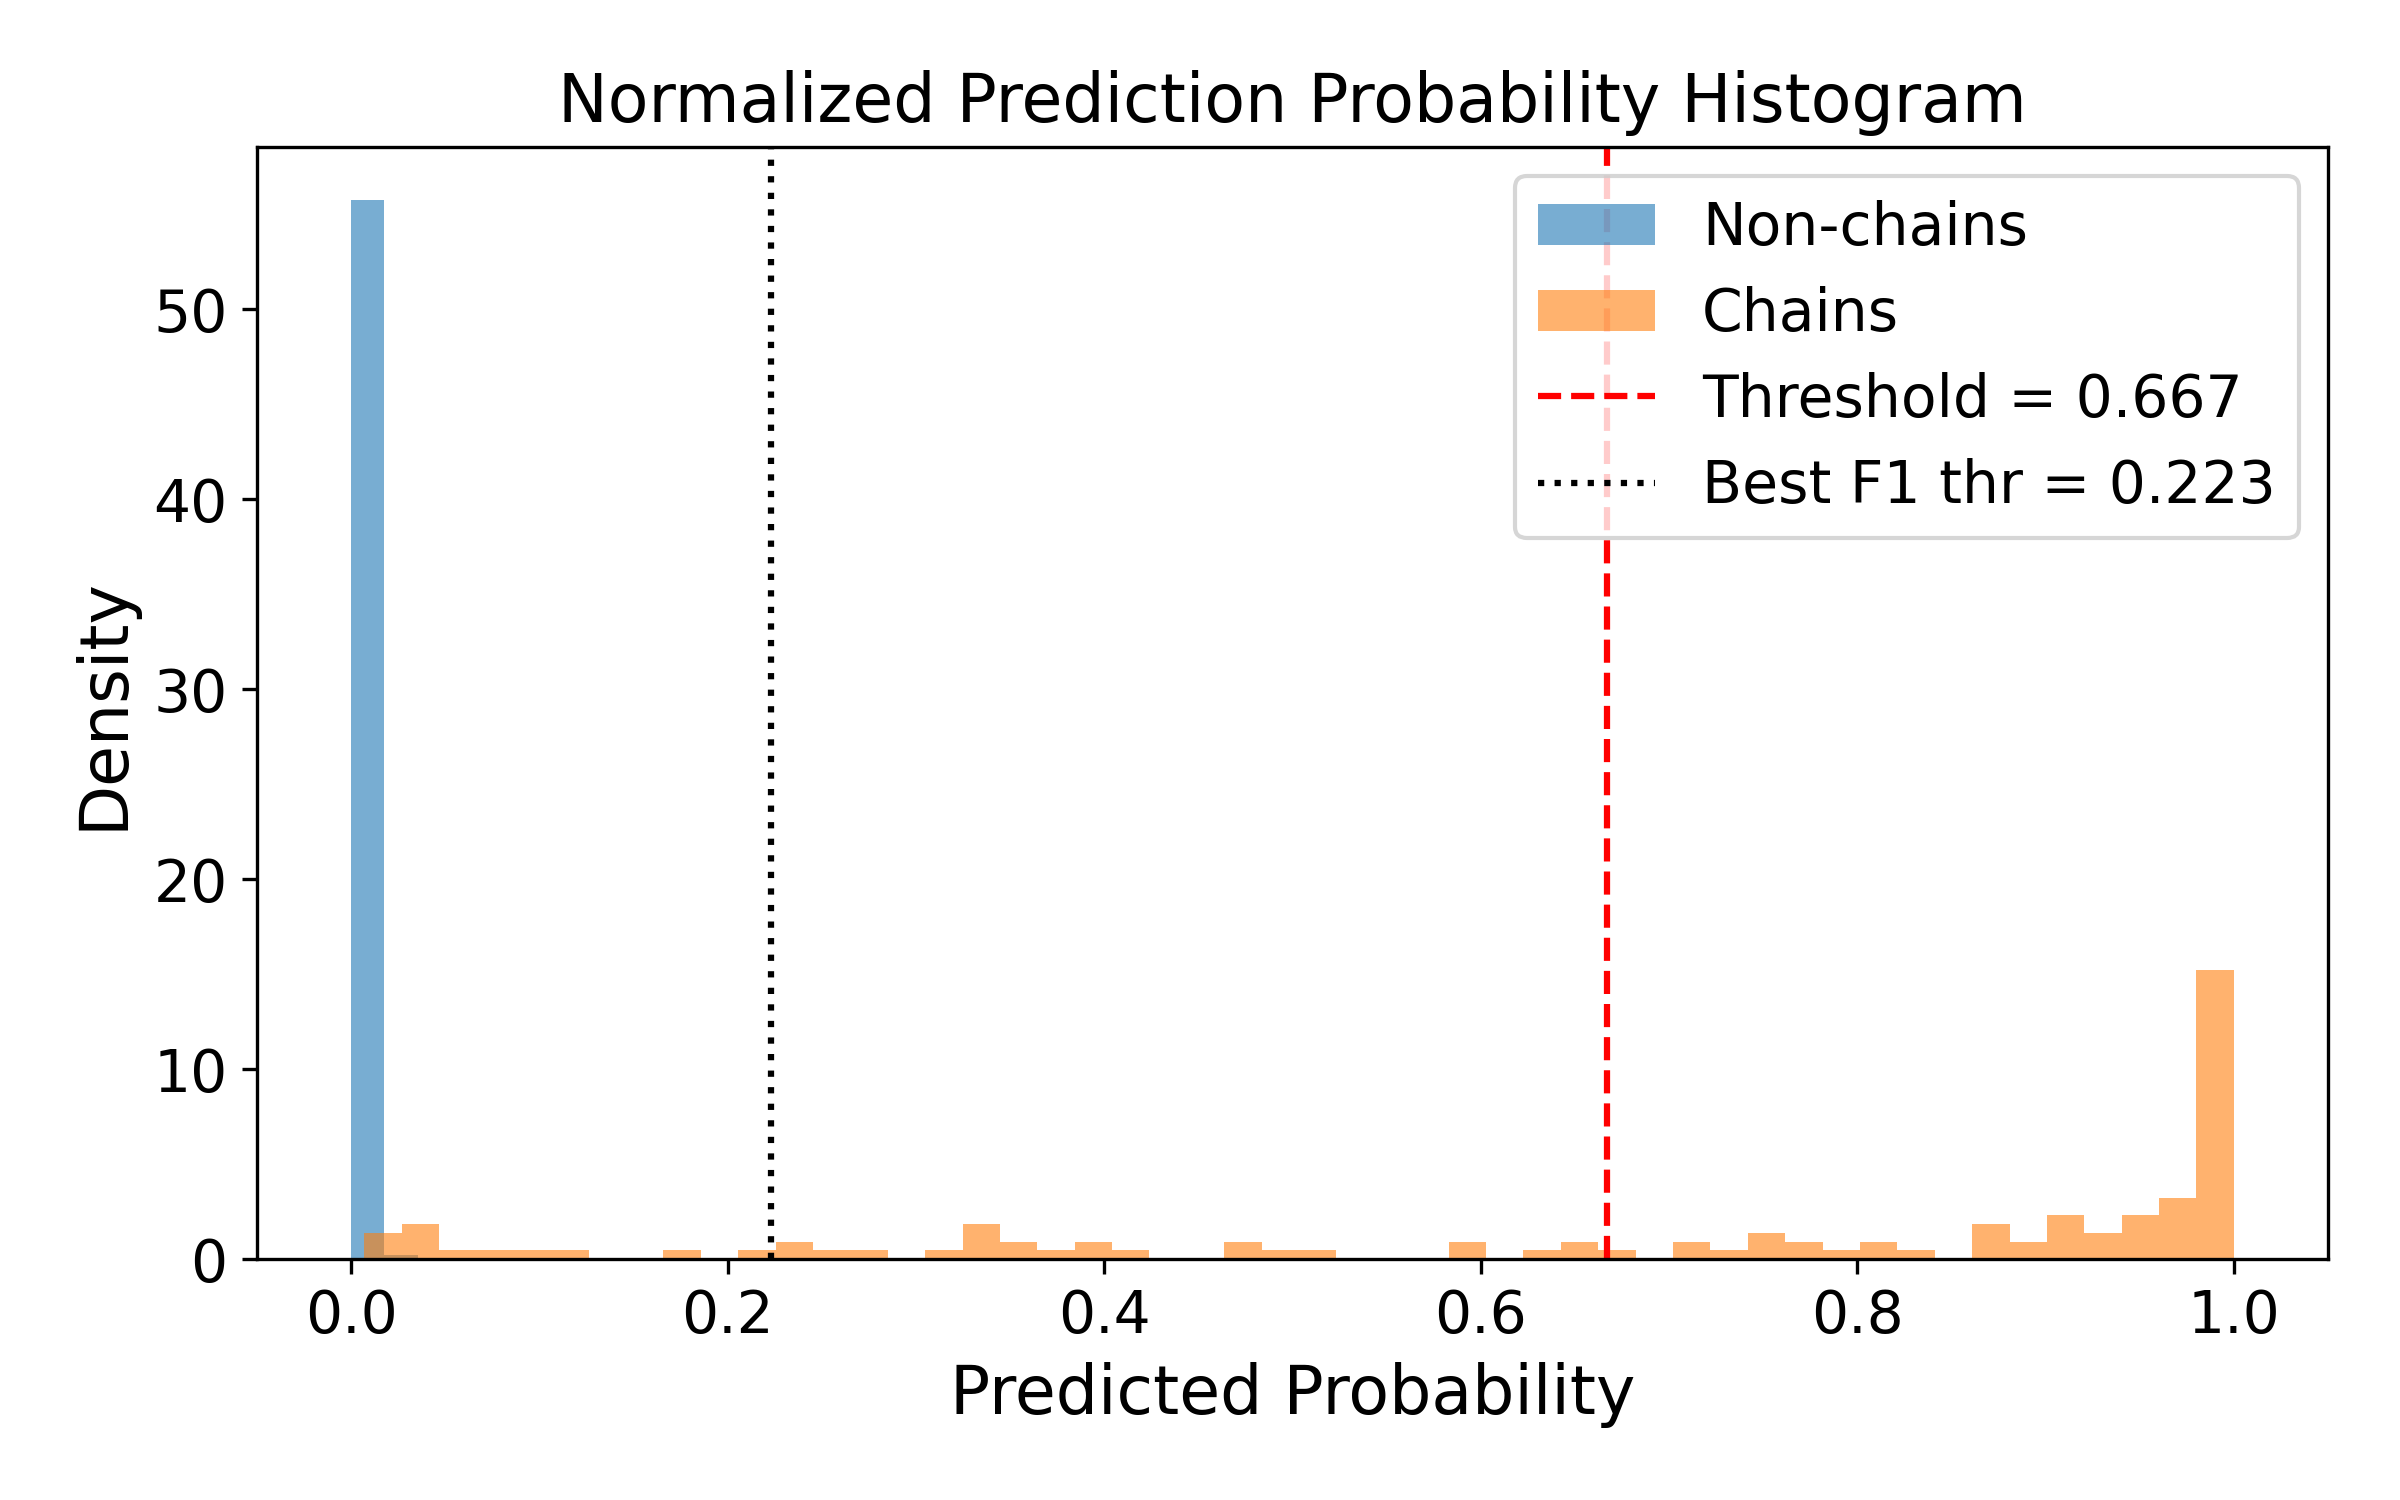 Normalized Prediction Probability Histogram
Non-chains
Chains
Threshold = 0.667
Best F1 thr = 0.223
Density
50
40
30
20
10
0
0.0 0.2 0.4 0.6 0.8 1.0
Predicted Probability